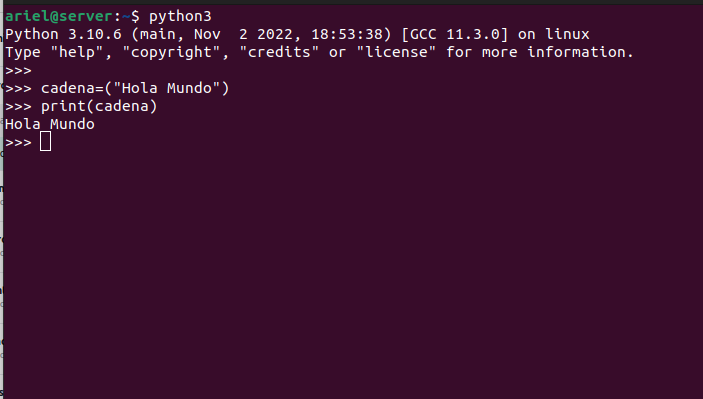 ariel@server:~$ python3
Python 3.10.6 (main, Nov  2 2022, 18:53:38) [GCC 11.3.0] on linux
Type "help", "copyright", "credits" or "license" for more information.
>>>
>>> cadena=("Hola Mundo")
>>> print(cadena)
Hola Mundo
>>>